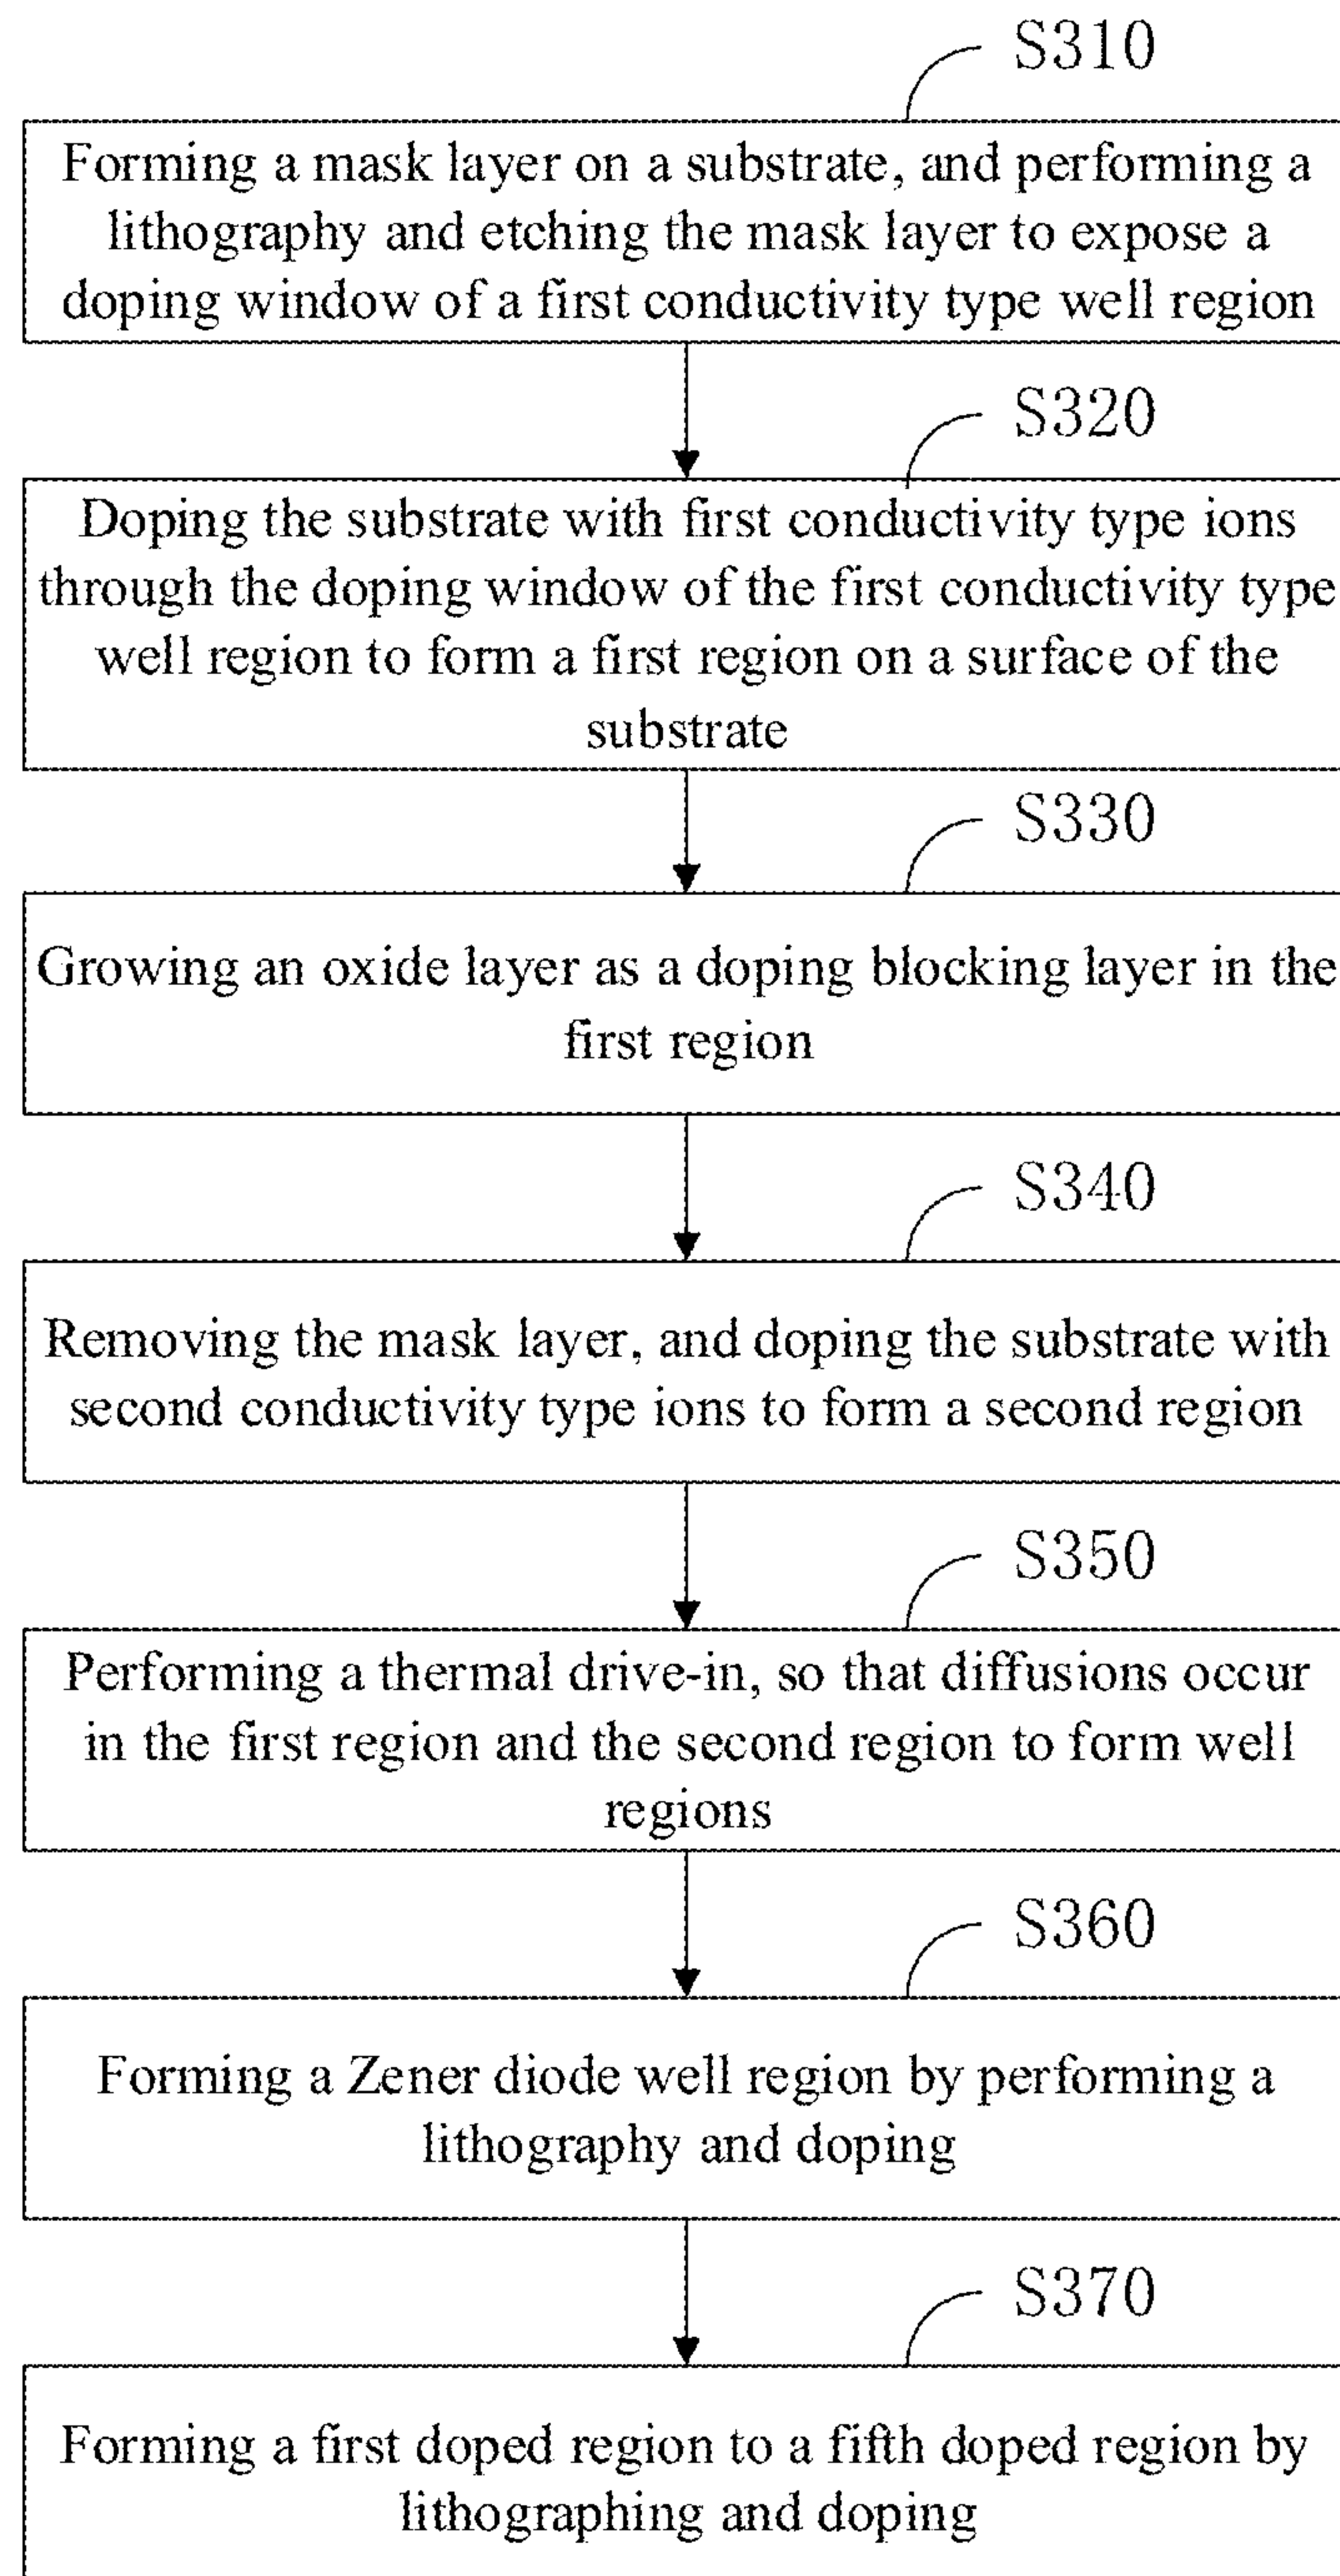 S310
Forming a mask layer on a substrate, and performing a
lithography and etching the mask layer to expose a
doping window of a first conductivity type well region
S320
Doping the substrate with first conductivity type ions
through the doping window of the first conductivity type
well region to form a first region on a surface of the
substrate
S330
Growing an oxide layer as a doping blocking layer in the
first region
S340
Removing the mask layer, and doping the substrate with
second conductivity type ions to form a second region
S350
Performing a thermal drive-in, so that diffusions occur
in the first region and the second region to form well
regions
S360
Forming a Zener diode well region by performing a
lithography and doping
S370
Forming a first doped region to a fifth doped region by
lithographing and doping